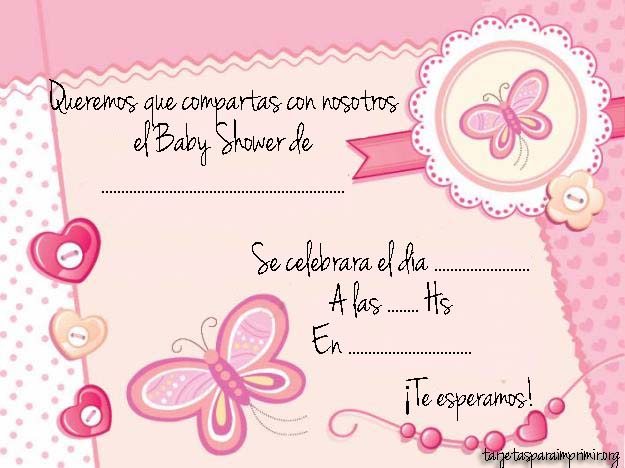 Queremos que compartas con nosotros
el Baby Shower de
..........................................................
Se celebrara el dia .......................
A las ........ Hs
En .............................
¡Te esperamos!
tarjetasparaimprimir.org